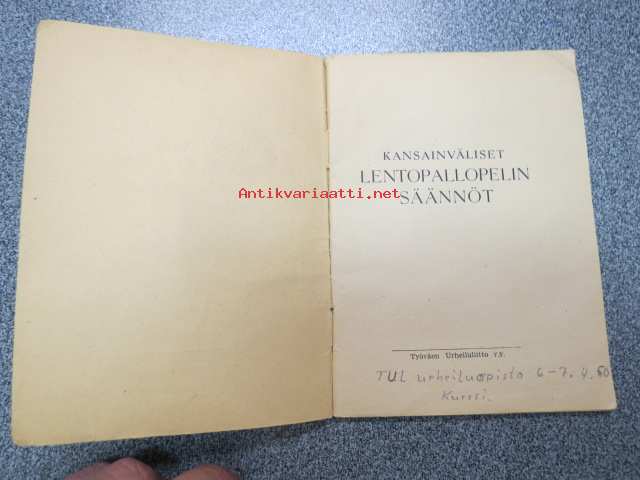 KANSAINVÄLISET
LENTOPALLOPELIN
SÄÄNNÖT
Antikvariaatti.net
Työväen Urheiluliitto r.y.
TUL urheiluopisto 6-7.4.50
Kurssi.